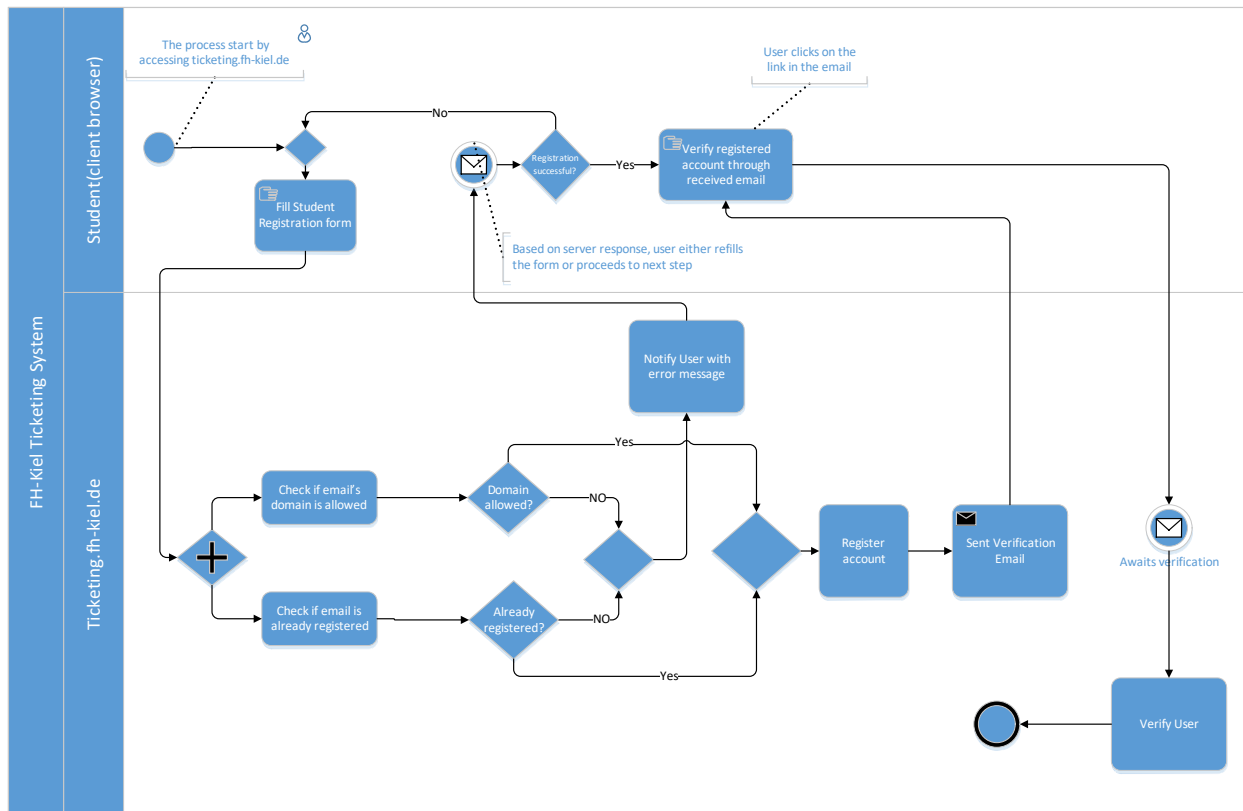 FH-Kiel Ticketing System
Student(client browser)
The process start by
accessing ticketing.fh-kiel.de
User clicks on the
link in the email
No
Registration
successful?
Yes
Verify registered
account through
received email
Fill Student
Registration form
Based on server response, user either refills
the form or proceeds to next step
Ticketing.fh-kiel.de
Notify User with
error message
Yes
Check if email's
domain is allowed
Domain
allowed?
NO
Register
account
Sent Verification
Email
Awaits verification
Check if email is
already registered
Already
registered?
NO
Yes
Verify User